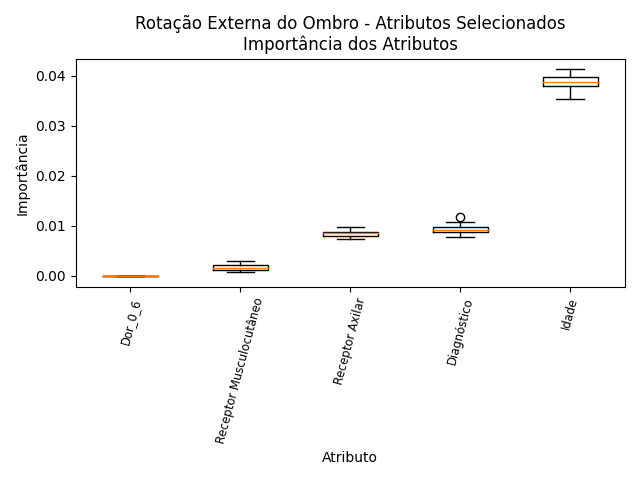 Rotação Externa do Ombro - Atributos Selecionados
Importância dos Atributos
Importância
0.04
0.03
0.02
0.01
0.00
Dor_0_6
Receptor Musculocutâneo
Receptor Axilar
Diagnóstico
Idade
Atributo